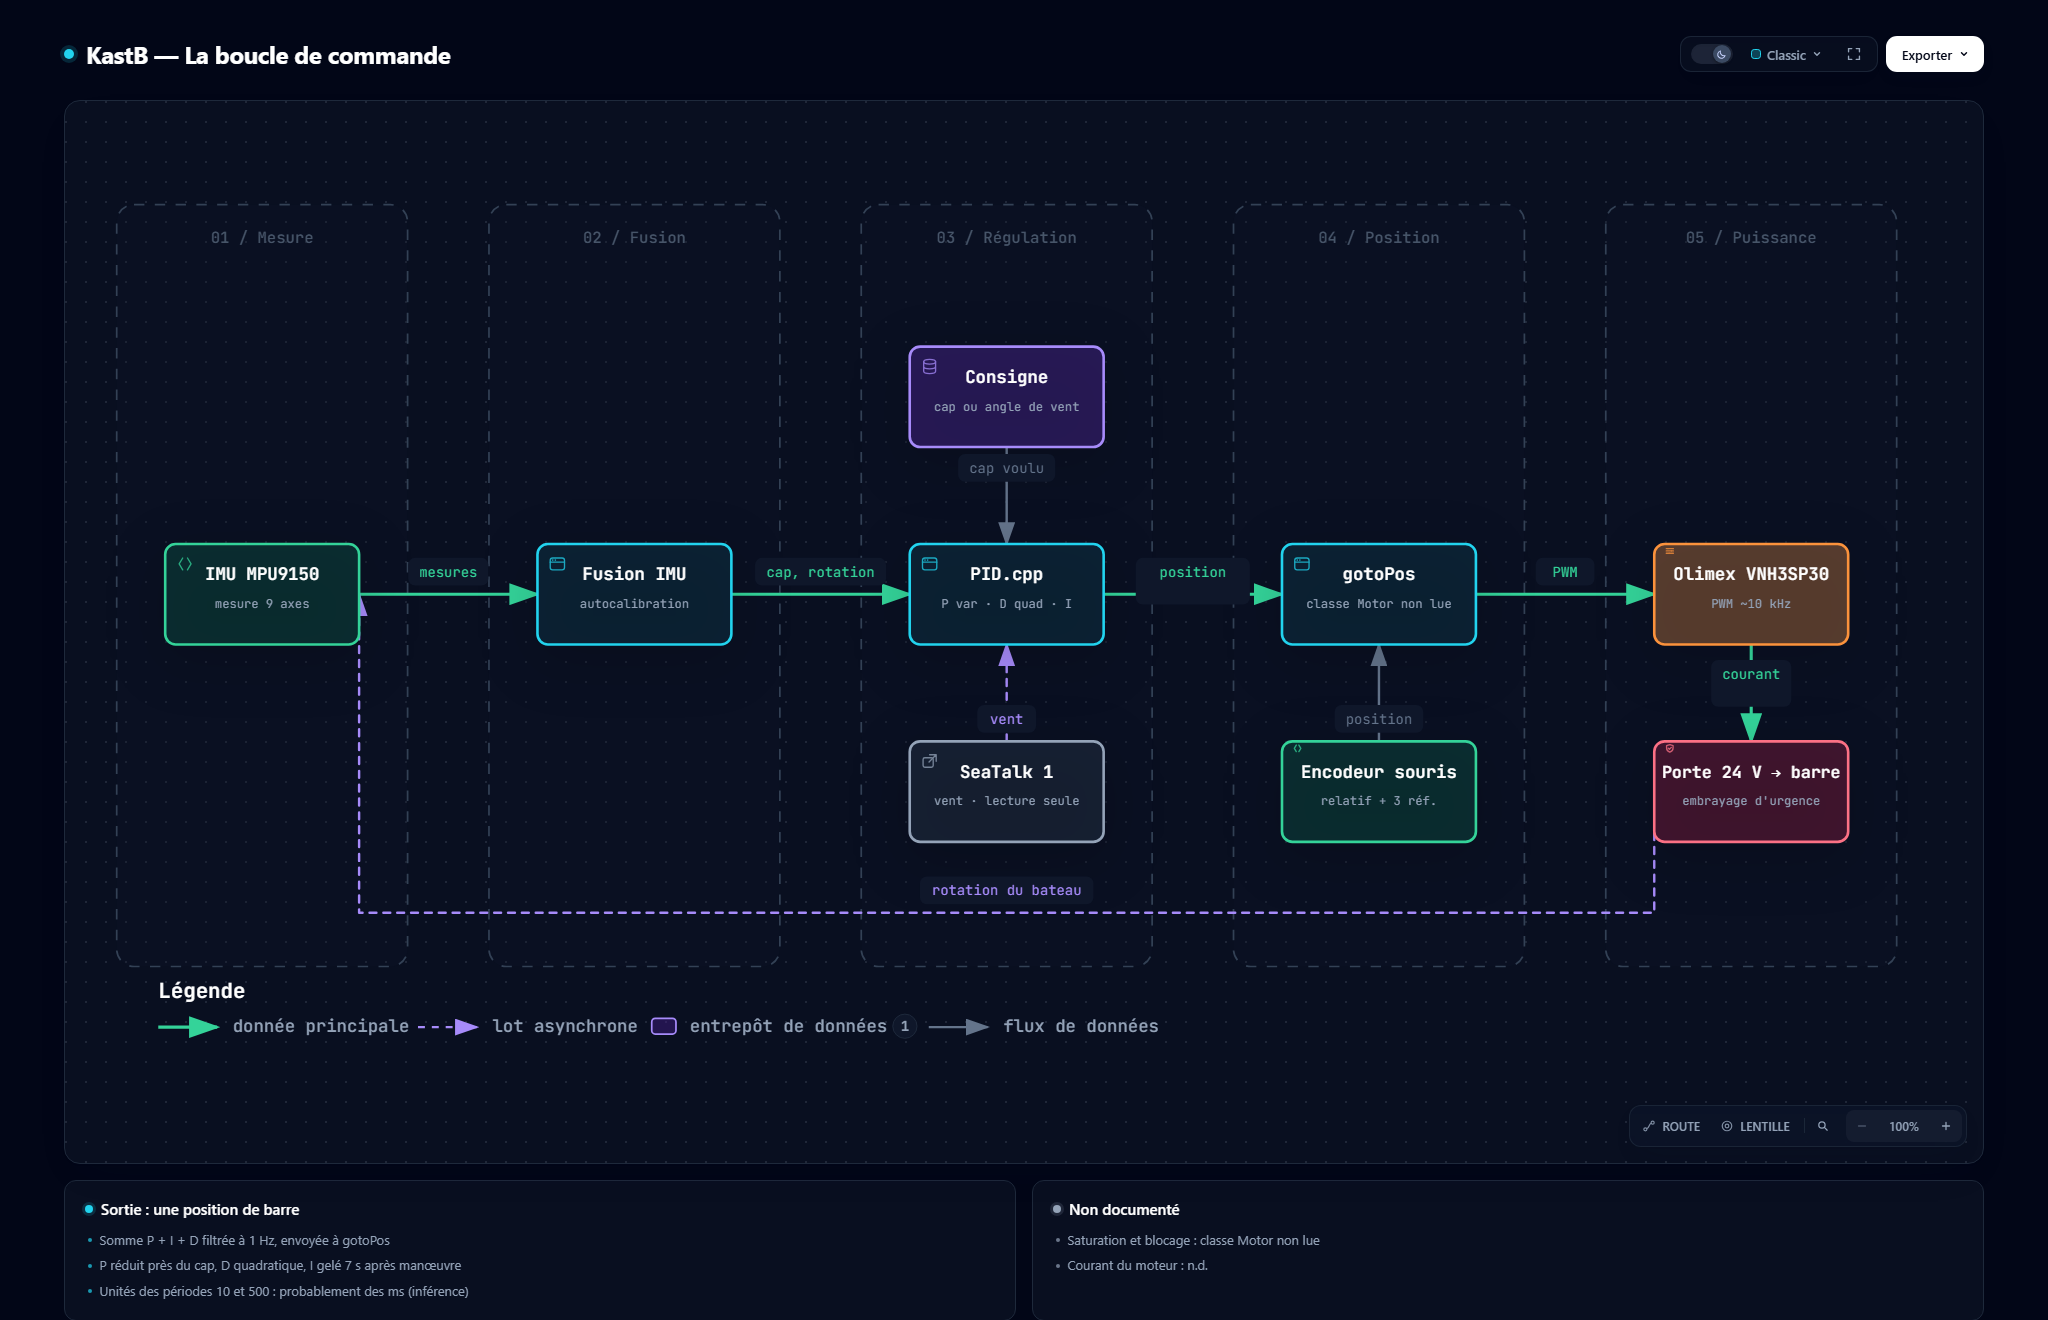 KastB — La boucle de commande
Classic
Exporter
01 / Mesure
02 / Fusion
03 / Régulation
04 / Position
05 / Puissance
Consigne
cap ou angle de vent
cap voulu
IMU MPU9150
mesure 9 axes
mesures
Fusion IMU
autocalibration
cap, rotation
PID.cpp
P var · D quad · I
position
gotoPos
classe Motor non lue
PWM
Olimex VNH3SP30
PWM ~10 kHz
courant
vent
position
SeaTalk 1
vent · lecture seule
Encodeur souris
relatif + 3 réf.
Porte 24 V → barre
embrayage d'urgence
rotation du bateau
Légende
donnée principale
lot asynchrone
entrepôt de données
1
flux de données
ROUTE
LENTILLE
− 100% +
Sortie : une position de barre
• Somme P + I + D filtrée à 1 Hz, envoyée à gotoPos
• P réduit près du cap, D quadratique, I gelé 7 s après manœuvre
• Unités des périodes 10 et 500 : probablement des ms (inférence)
Non documenté
• Saturation et blocage : classe Motor non lue
• Courant du moteur : n.d.